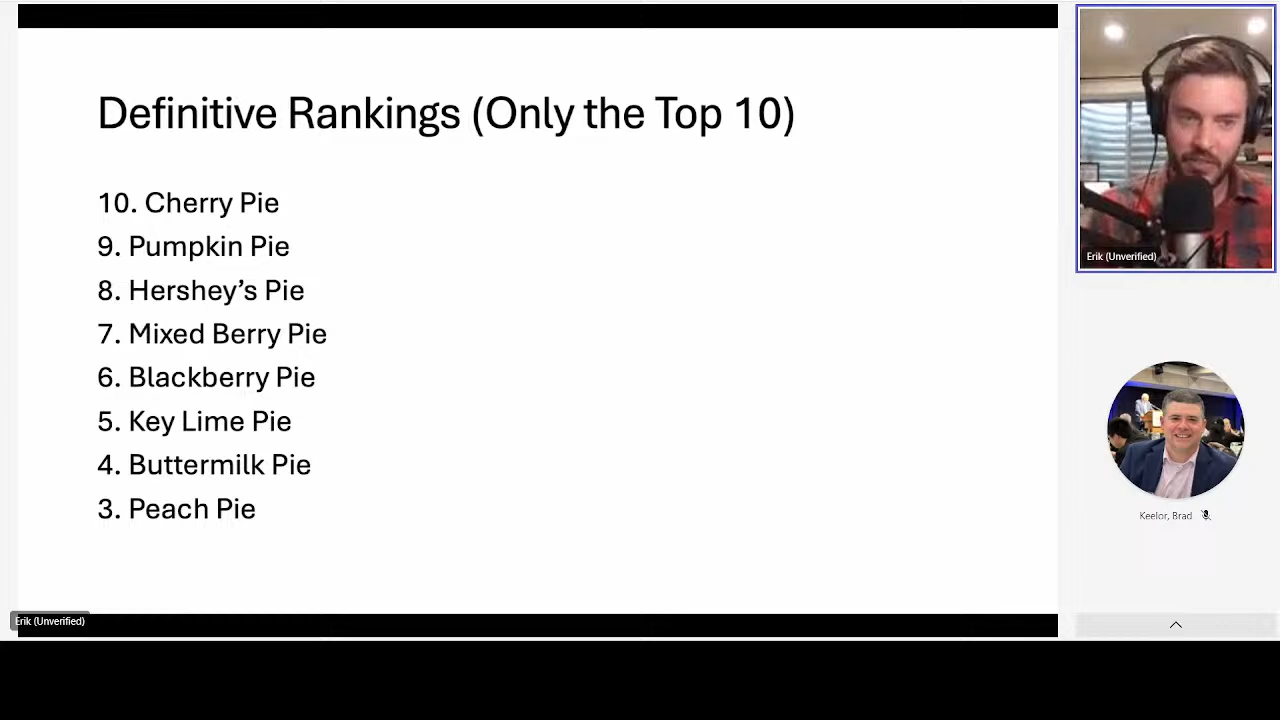 Definitive Rankings (Only the Top 10)
10. Cherry Pie
9. Pumpkin Pie
8. Hershey’s Pie
7. Mixed Berry Pie
6. Blackberry Pie
5. Key Lime Pie
4. Buttermilk Pie
3. Peach Pie
Erik (Unverified)
Erik (Unverified)
Keelor, Brad